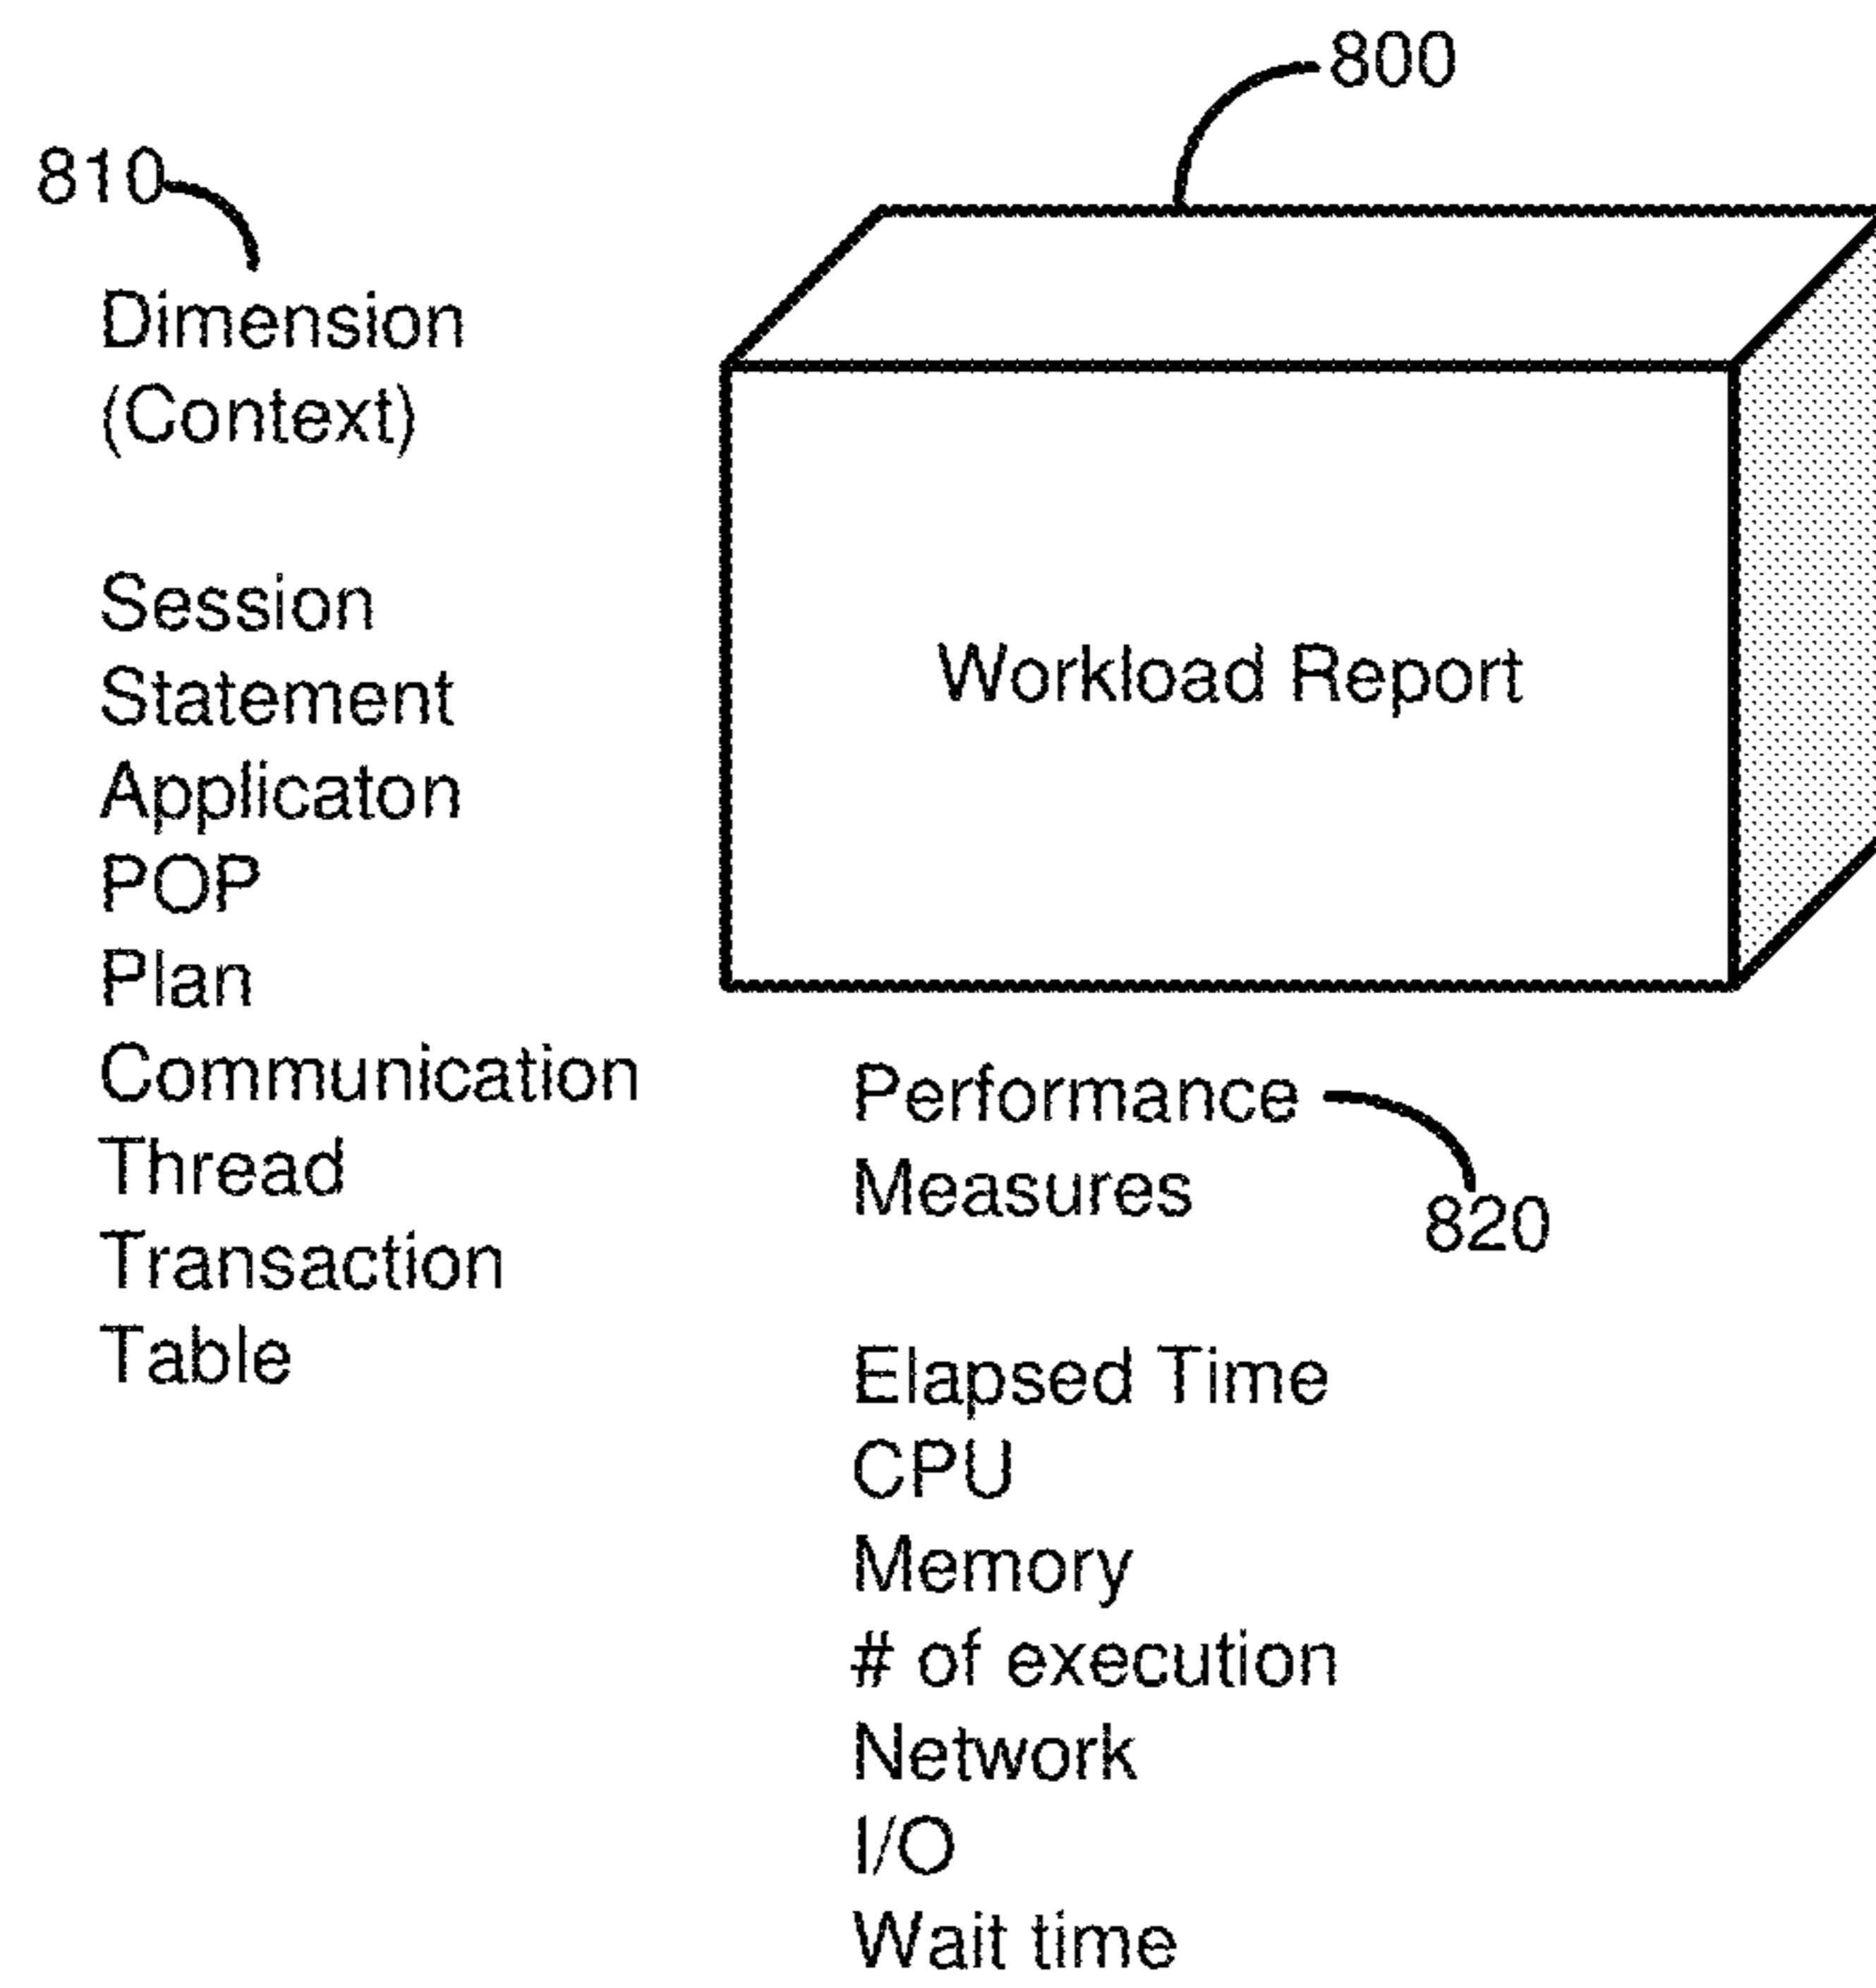 800
810
Dimension
(Context)
Session
Statement
Applicaton
POP
Plan
Communication
Thread
Transaction
Table
Workload Report
Performance
Measures
820
Elapsed Time
CPU
Memory
# of execution
Network
I/O
Wait time